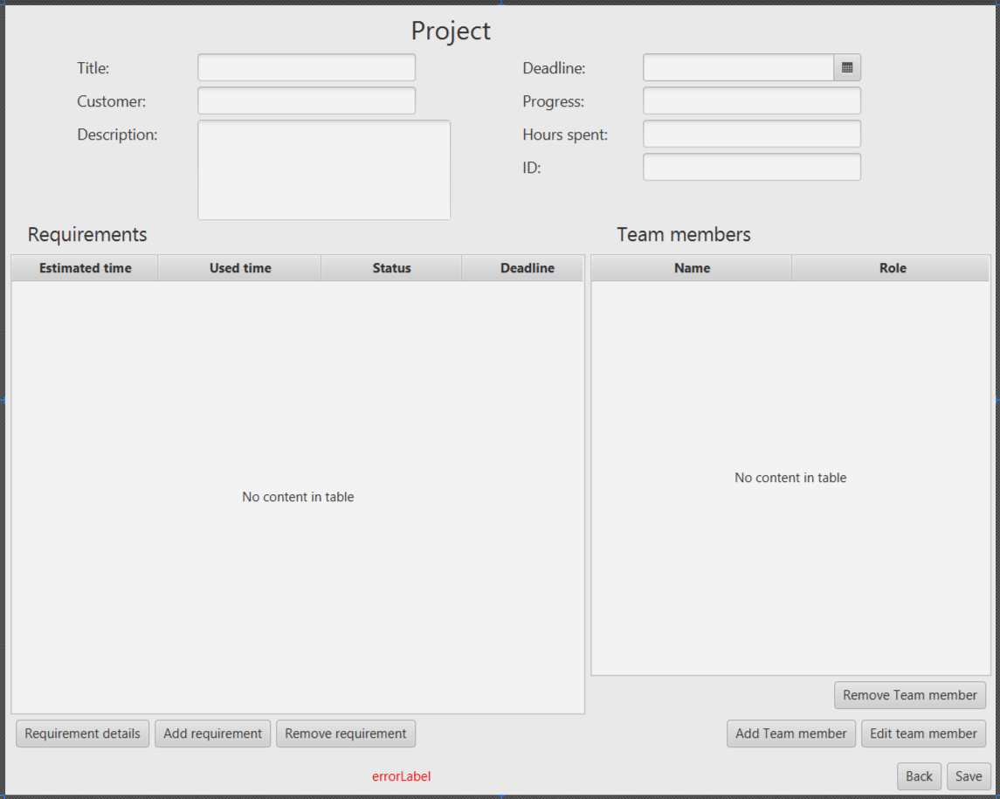 Project
Title:
Deadline:
Customer:
Progress:
Description:
Hours spent:
ID:
Requirements
Team members
Estimated time Used time Status Deadline
Name Role
No content in table
No content in table
Remove Team member
Requirement details Add requirement Remove requirement
Add Team member Edit team member
errorLabel
Back Save